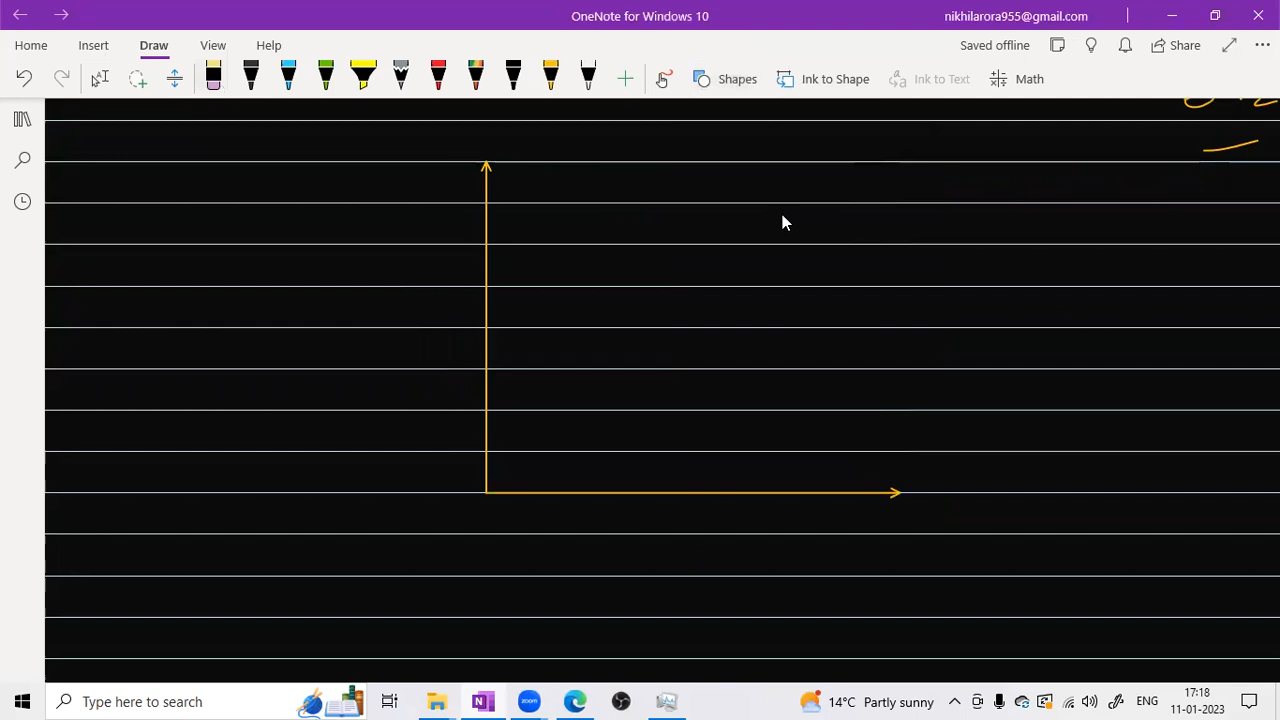 OneNote for Windows 10
nikhilarora955@gmail.com
Home Insert Draw View Help
Saved offline
Share
Shapes
Ink to Shape
Ink to Text
Math
Type here to search
zoom
14°C Partly sunny
ENG
17:18
11-01-2023